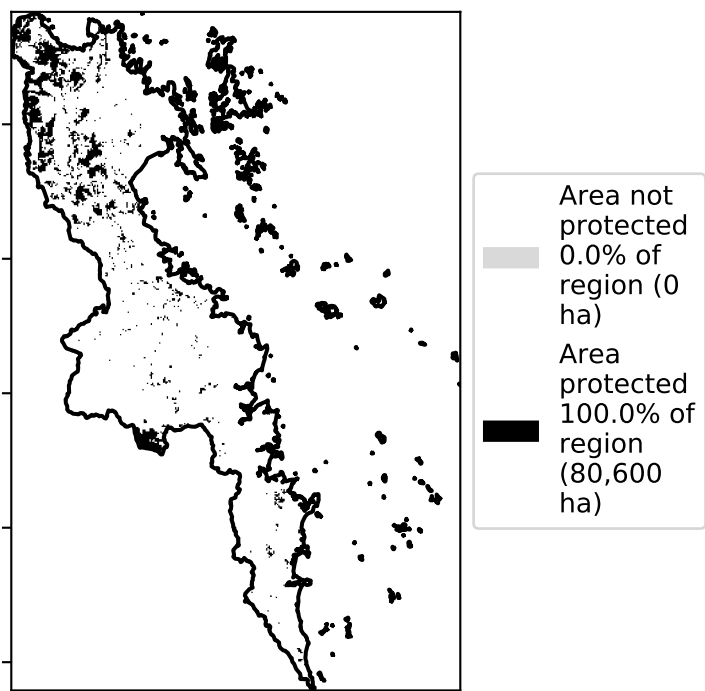 Area not
protected
0.0% of
region (0
ha)
Area
protected
100.0% of
region
(80,600
ha)